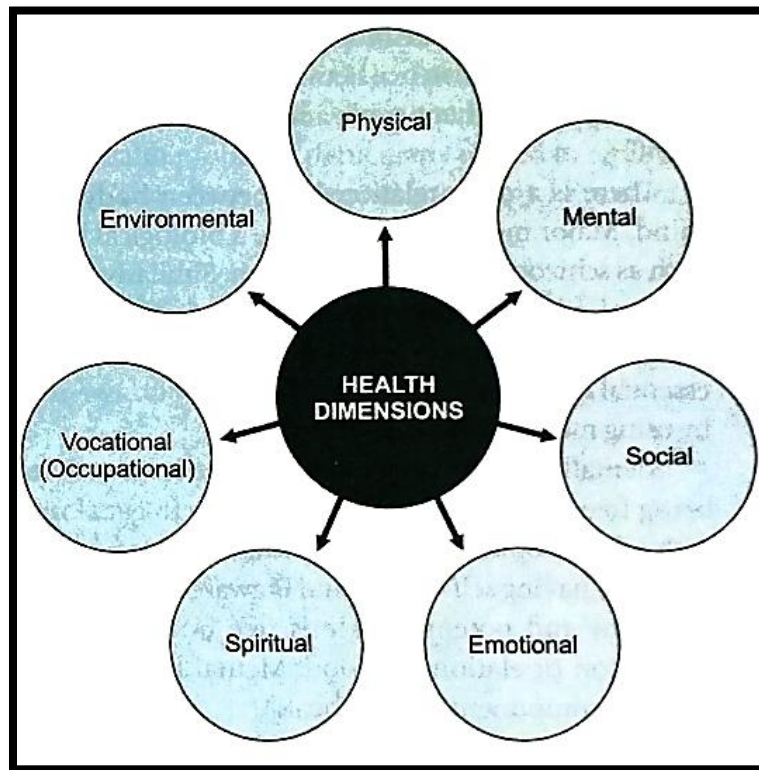 HEALTH
DIMENSIONS
Physical
Mental
Social
Emotional
Spiritual
Vocational
(Occupational)
Environmental